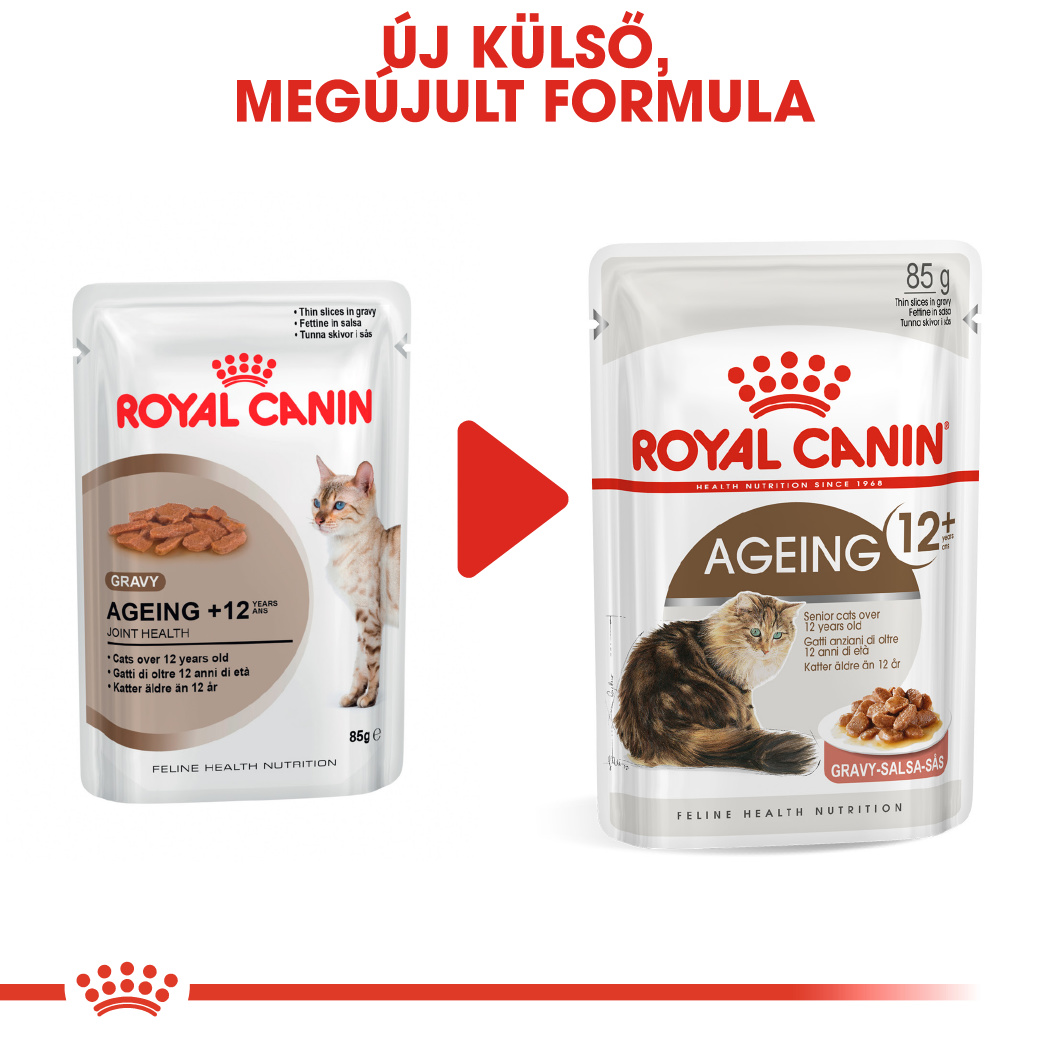 ÚJ KÜLSŐ,
MEGÚJULT FORMULA
• Thin slices in gravy
• Fettine in salsa
• Tunna skivor i sås
ROYAL CANIN
GRAVY
AGEING +12 YEARS
ANS
JOINT HEALTH
• Cats over 12 years old
• Gatti di oltre 12 anni di età
• Katter äldre än 12 år
85g e
FELINE HEALTH NUTRITION
85 g
Thin slices in gravy
Fettine in salsa
Tunna skivor i sås
ROYAL CANIN®
HEALTH NUTRITION SINCE 1968
AGEING 12+
years
ans
Senior cats over
12 years old
Gatti anziani di oltre
12 anni di età
Katter äldre än 12 år
GRAVY-SALSA-SÅS
FELINE HEALTH NUTRITION